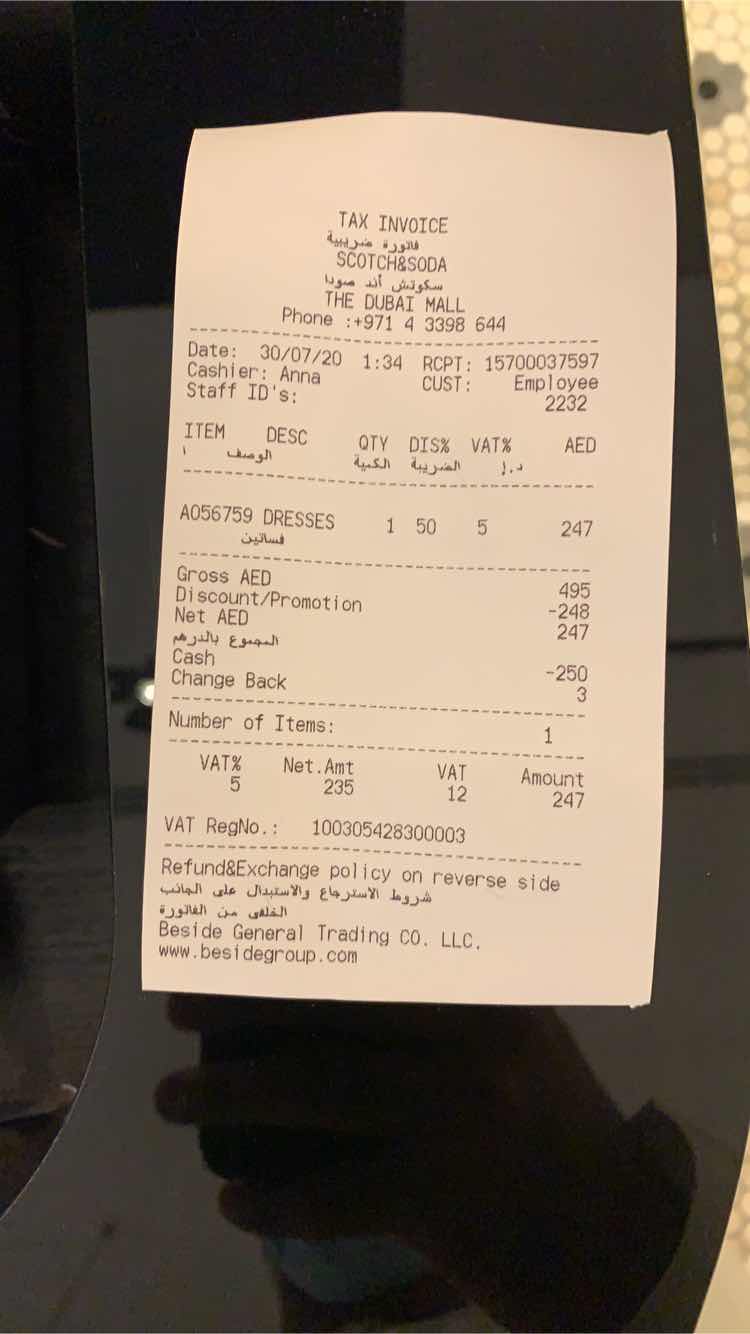 TAX INVOICE
فاتورة ضريبية
SCOTCH&SODA
سكوتش أند صودا
THE DUBAI MALL
Phone :+971 4 3398 644
Date: 30/07/20 1:34 RCPT: 15700037597
Cashier: Anna CUST: Employee
Staff ID's: 2232
ITEM DESC QTY DIS% VAT% AED
ا الوصف الكمية الضريبة د.إ
A056759 DRESSES 1 50 5 247
فساتين
Gross AED 495
Discount/Promotion -248
Net AED 247
المجموع بالدرهم
Cash -250
Change Back 3
Number of Items: 1
VAT% Net.Amt VAT Amount
5 235 12 247
VAT RegNo.: 100305428300003
Refund&Exchange policy on reverse side
شروط الاسترجاع والاستبدال على الجانب
الخلفى من الفاتورة
Beside General Trading CO. LLC.
www.besidegroup.com